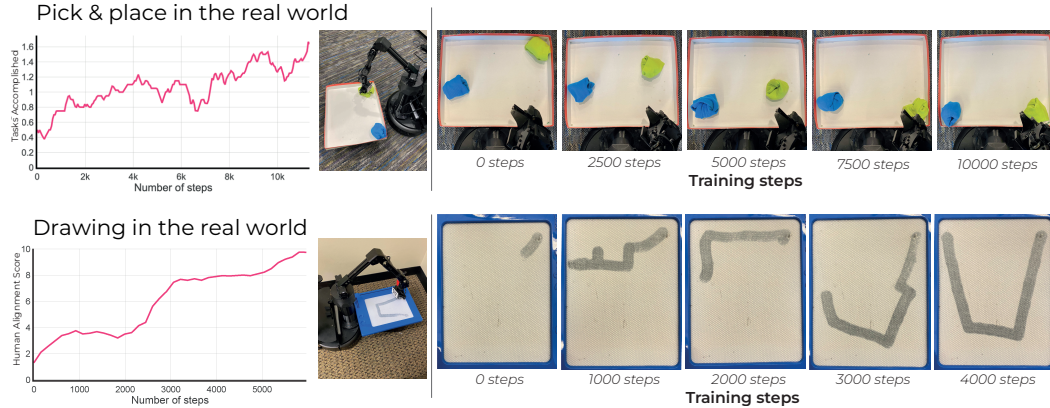 Pick & place in the real world
Tasks Accomplished
1.6
1.4
1.2
1
0.8
0.6
0.4
0.2
0
0 2k 4k 6k 8k 10k
Number of steps
0 steps 2500 steps 5000 steps 7500 steps 10000 steps
Training steps
Drawing in the real world
Human Alignment Score
10
8
6
4
2
0
0 1000 2000 3000 4000 5000
Number of steps
0 steps 1000 steps 2000 steps 3000 steps 4000 steps
Training steps